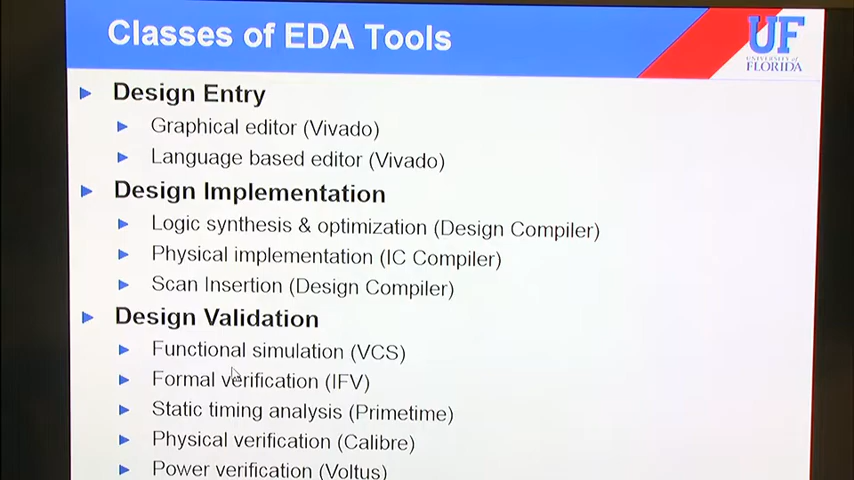 Classes of EDA Tools
UF
UNIVERSITY of
FLORIDA
Design Entry
Graphical editor (Vivado)
Language based editor (Vivado)
Design Implementation
Logic synthesis & optimization (Design Compiler)
Physical implementation (IC Compiler)
Scan Insertion (Design Compiler)
Design Validation
Functional simulation (VCS)
Formal verification (IFV)
Static timing analysis (Primetime)
Physical verification (Calibre)
Power verification (Voltus)